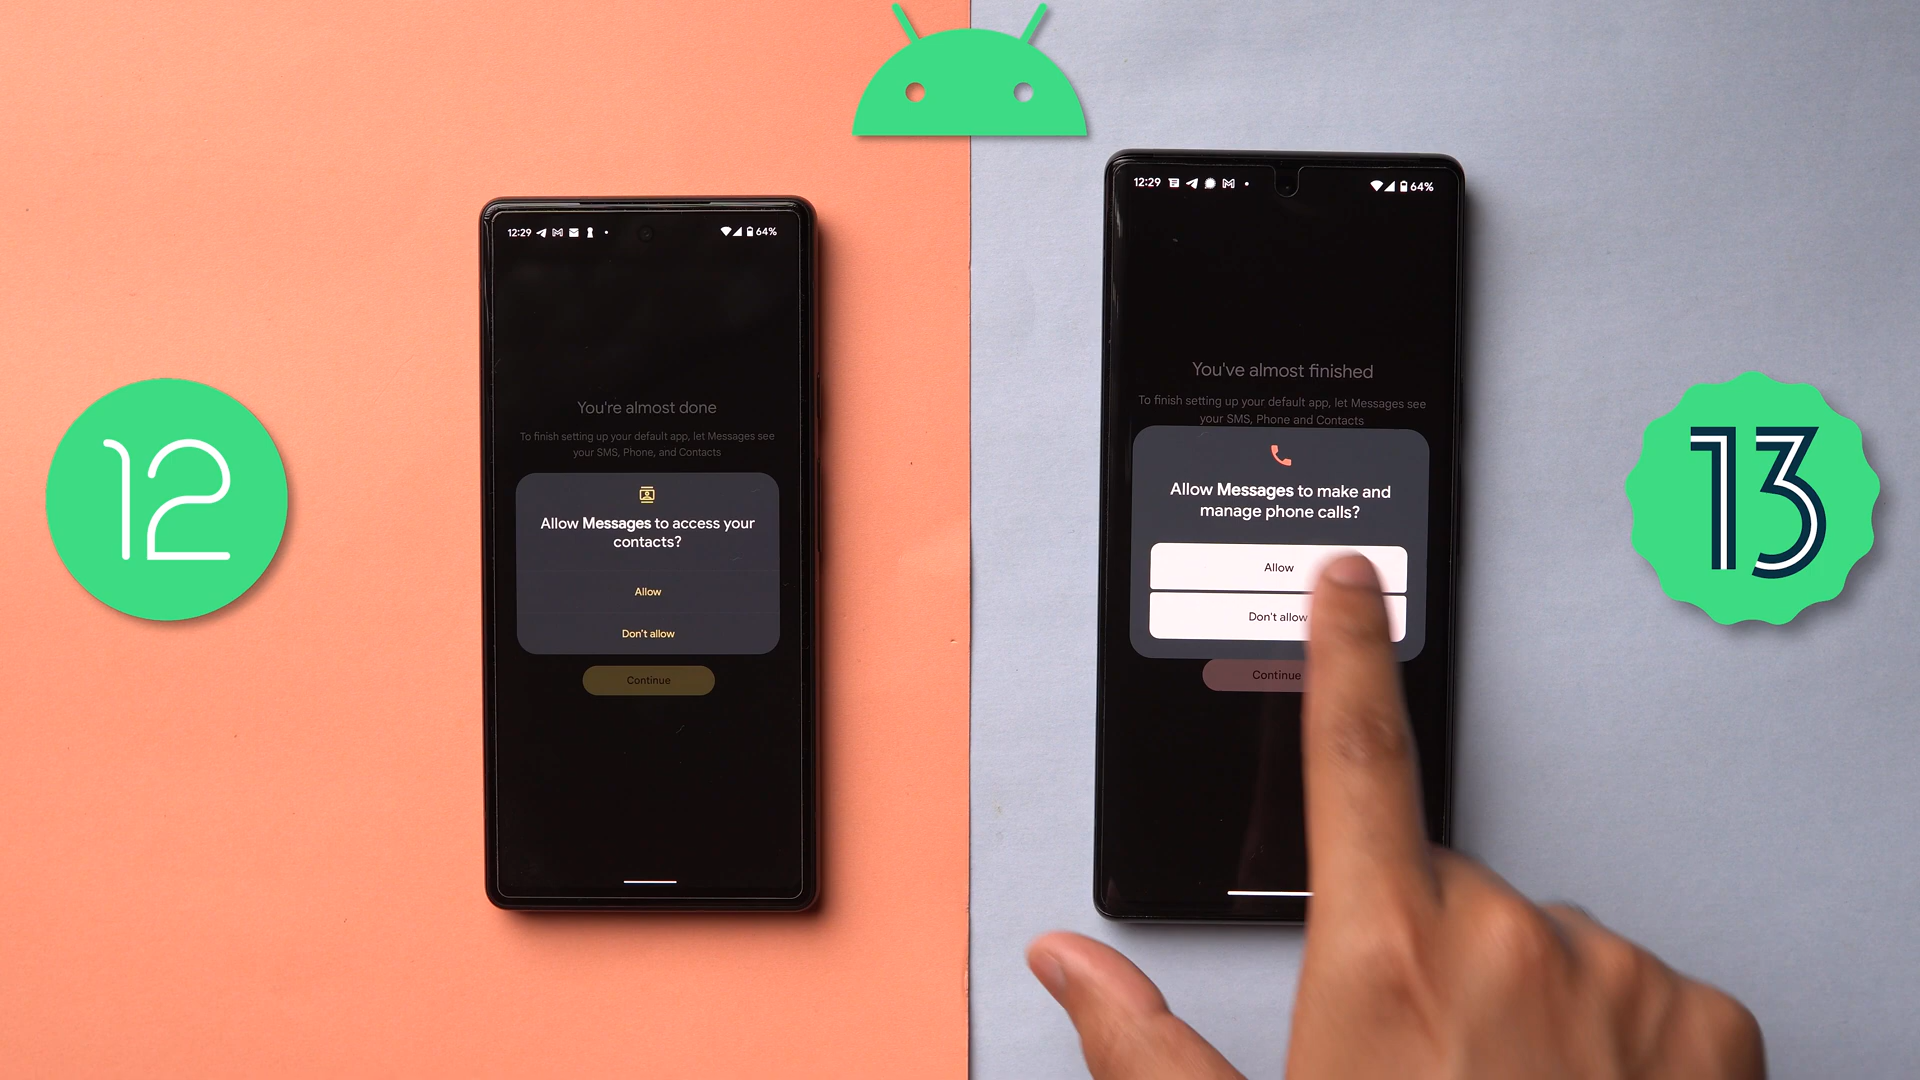 12
12:29
64%
You're almost done
To finish setting up your default app, let Messages see
your SMS, Phone, and Contacts
Allow Messages to access your
contacts?
Allow
Don't allow
Continue
12:29
64%
You've almost finished
To finish setting up your default app, let Messages see
your SMS, Phone and Contacts
Allow Messages to make and
manage phone calls?
Allow
Don't allow
Continue
13